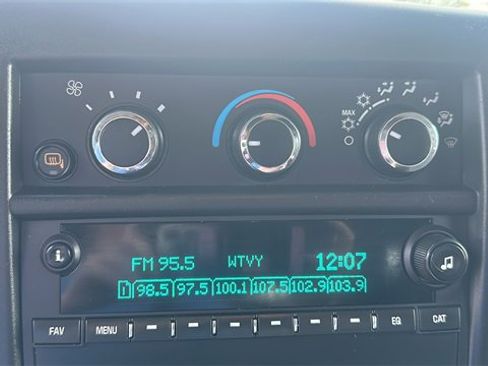 MAX
FM 95.5 WTVY 12:07
1 98.5 97.5 100.1 107.5 102.9 103.9
FAV MENU EQ CAT